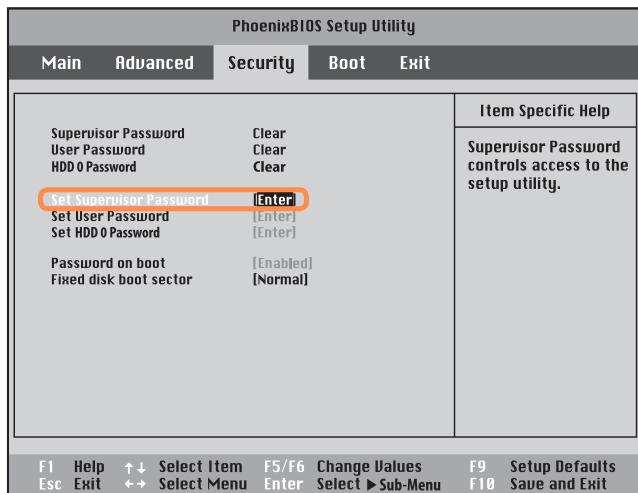 PhoenixBIOS Setup Utility
Main Advanced Security Boot Exit
Item Specific Help
Supervisor Password Clear
User Password Clear
HDD 0 Password Clear
Set Supervisor Password [Enter]
Set User Password [Enter]
Set HDD 0 Password [Enter]
Password on boot [Enabled]
Fixed disk boot sector [Normal]
Supervisor Password
controls access to the
setup utility.
F1 Help ↑↓ Select Item F5/F6 Change Values F9 Setup Defaults
Esc Exit ←→ Select Menu Enter Select ▶ Sub-Menu F10 Save and Exit